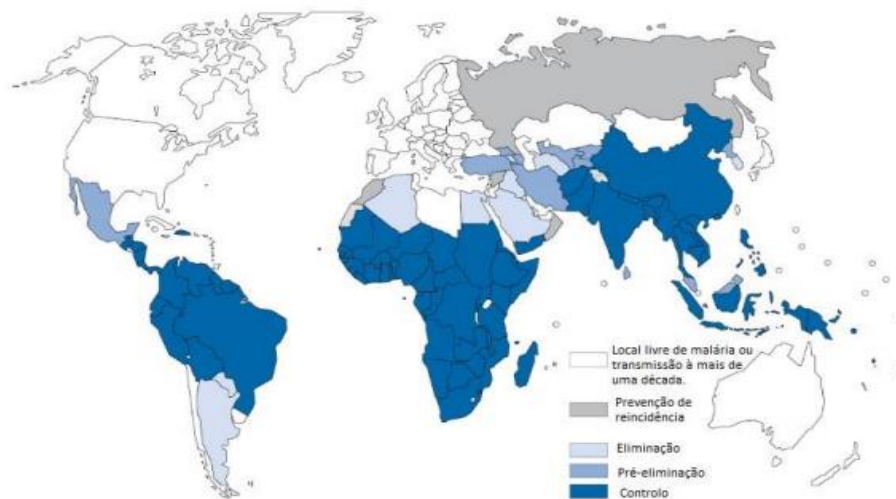 Local livre de malária ou
transmissão à mais de
uma década.
Prevenção de
reincidência
Eliminação
Pré-eliminação
Controlo